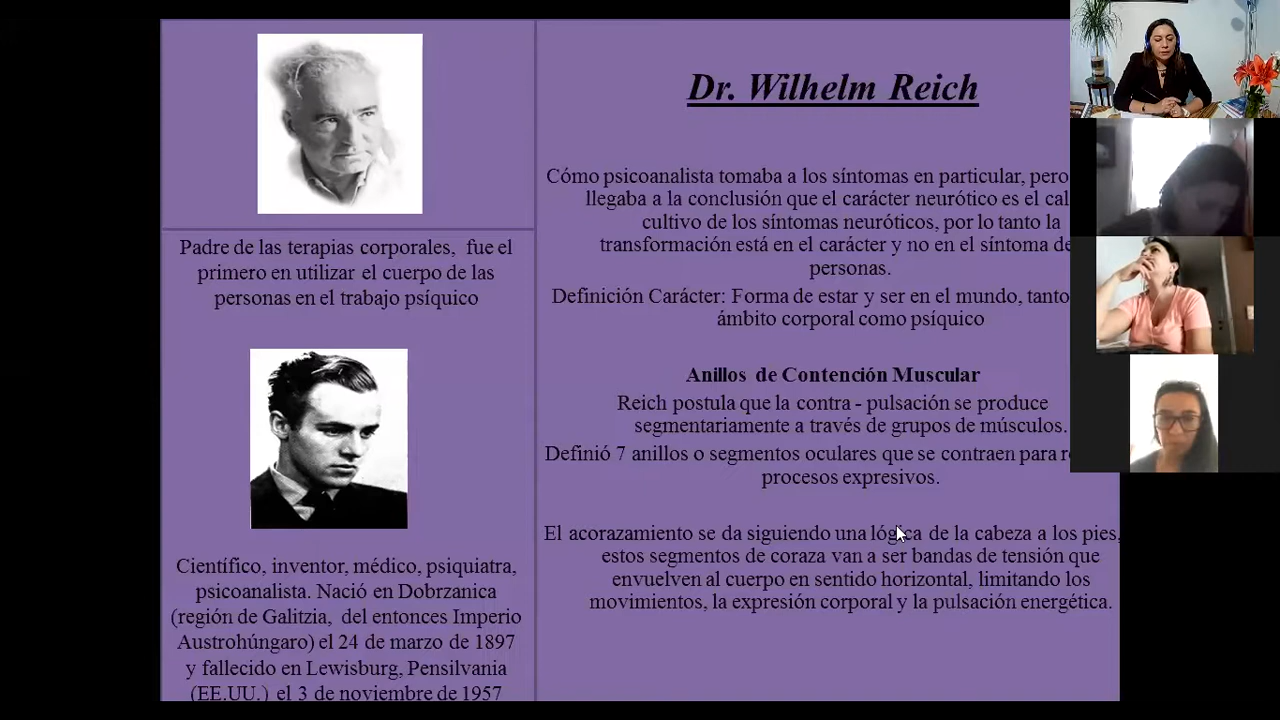 Padre de las terapias corporales, fue el
primero en utilizar el cuerpo de las
personas en el trabajo psíquico
Científico, inventor, médico, psiquiatra,
psicoanalista. Nació en Dobrzanica
(región de Galitzia, del entonces Imperio
Austrohúngaro) el 24 de marzo de 1897
y fallecido en Lewisburg, Pensilvania
(EE.UU.) el 3 de noviembre de 1957
Dr. Wilhelm Reich
Cómo psicoanalista tomaba a los síntomas en particular, pero
llegaba a la conclusión que el carácter neurótico es el cal
cultivo de los síntomas neuróticos, por lo tanto la
transformación está en el carácter y no en el síntoma de
personas.
Definición Carácter: Forma de estar y ser en el mundo, tanto
ámbito corporal como psíquico
Anillos de Contención Muscular
Reich postula que la contra - pulsación se produce
segmentariamente a través de grupos de músculos.
Definió 7 anillos o segmentos oculares que se contraen para r
procesos expresivos.
El acorazamiento se da siguiendo una lógica de la cabeza a los pies,
estos segmentos de coraza van a ser bandas de tensión que
envuelven al cuerpo en sentido horizontal, limitando los
movimientos, la expresión corporal y la pulsación energética.